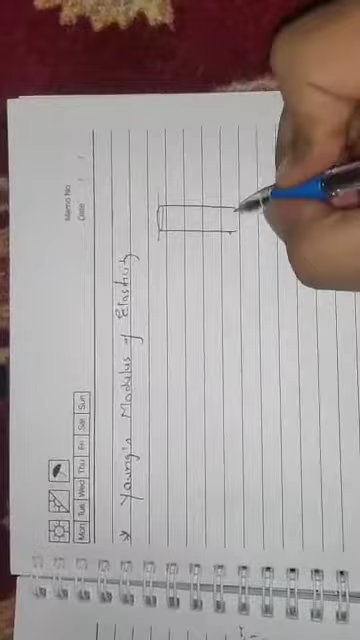 Memo No.
Date / /
Mon Tue Wed Thu Fri Sat Sun
* Young's Modulus of Elasticity